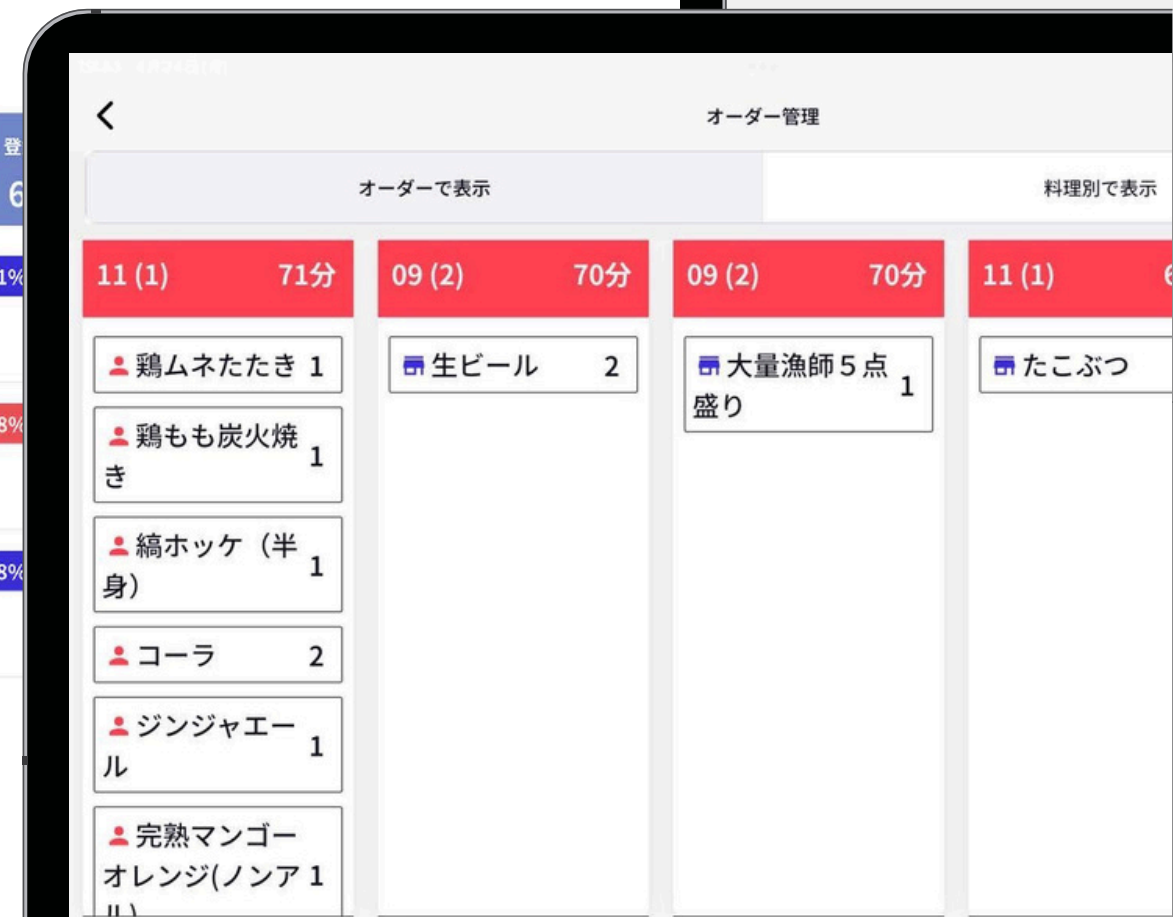 登
6
1%
8%
8%
オーダー管理
オーダーで表示
料理別で表示
11 (1) 71分
鶏ムネたたき 1
鶏もも炭火焼
き
1
縞ホッケ（半
身）
1
コーラ 2
ジンジャエー
ル
1
完熟マンゴー
オレンジ(ノンア 1
ル)
09 (2) 70分
生ビール 2
09 (2) 70分
大量漁師５点
盛り
1
11 (1) 6
たこぶつ